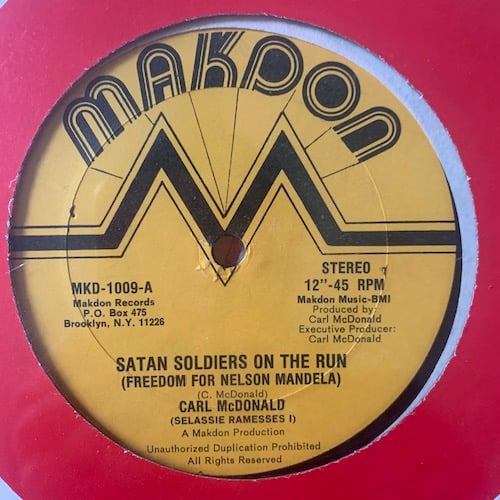 MAKDON
MKD-1009-A
Makdon Records
P.O. Box 475
Brooklyn, N.Y. 11226
STEREO
12"-45 RPM
Makdon Music-BMI
Produced by:
Carl McDonald
Executive Producer:
Carl McDonald
SATAN SOLDIERS ON THE RUN
(FREEDOM FOR NELSON MANDELA)
(C. McDonald)
CARL McDONALD
(SELASSIE RAMESSES I)
A Makdon Production
Unauthorized Duplication Prohibited
All Rights Reserved